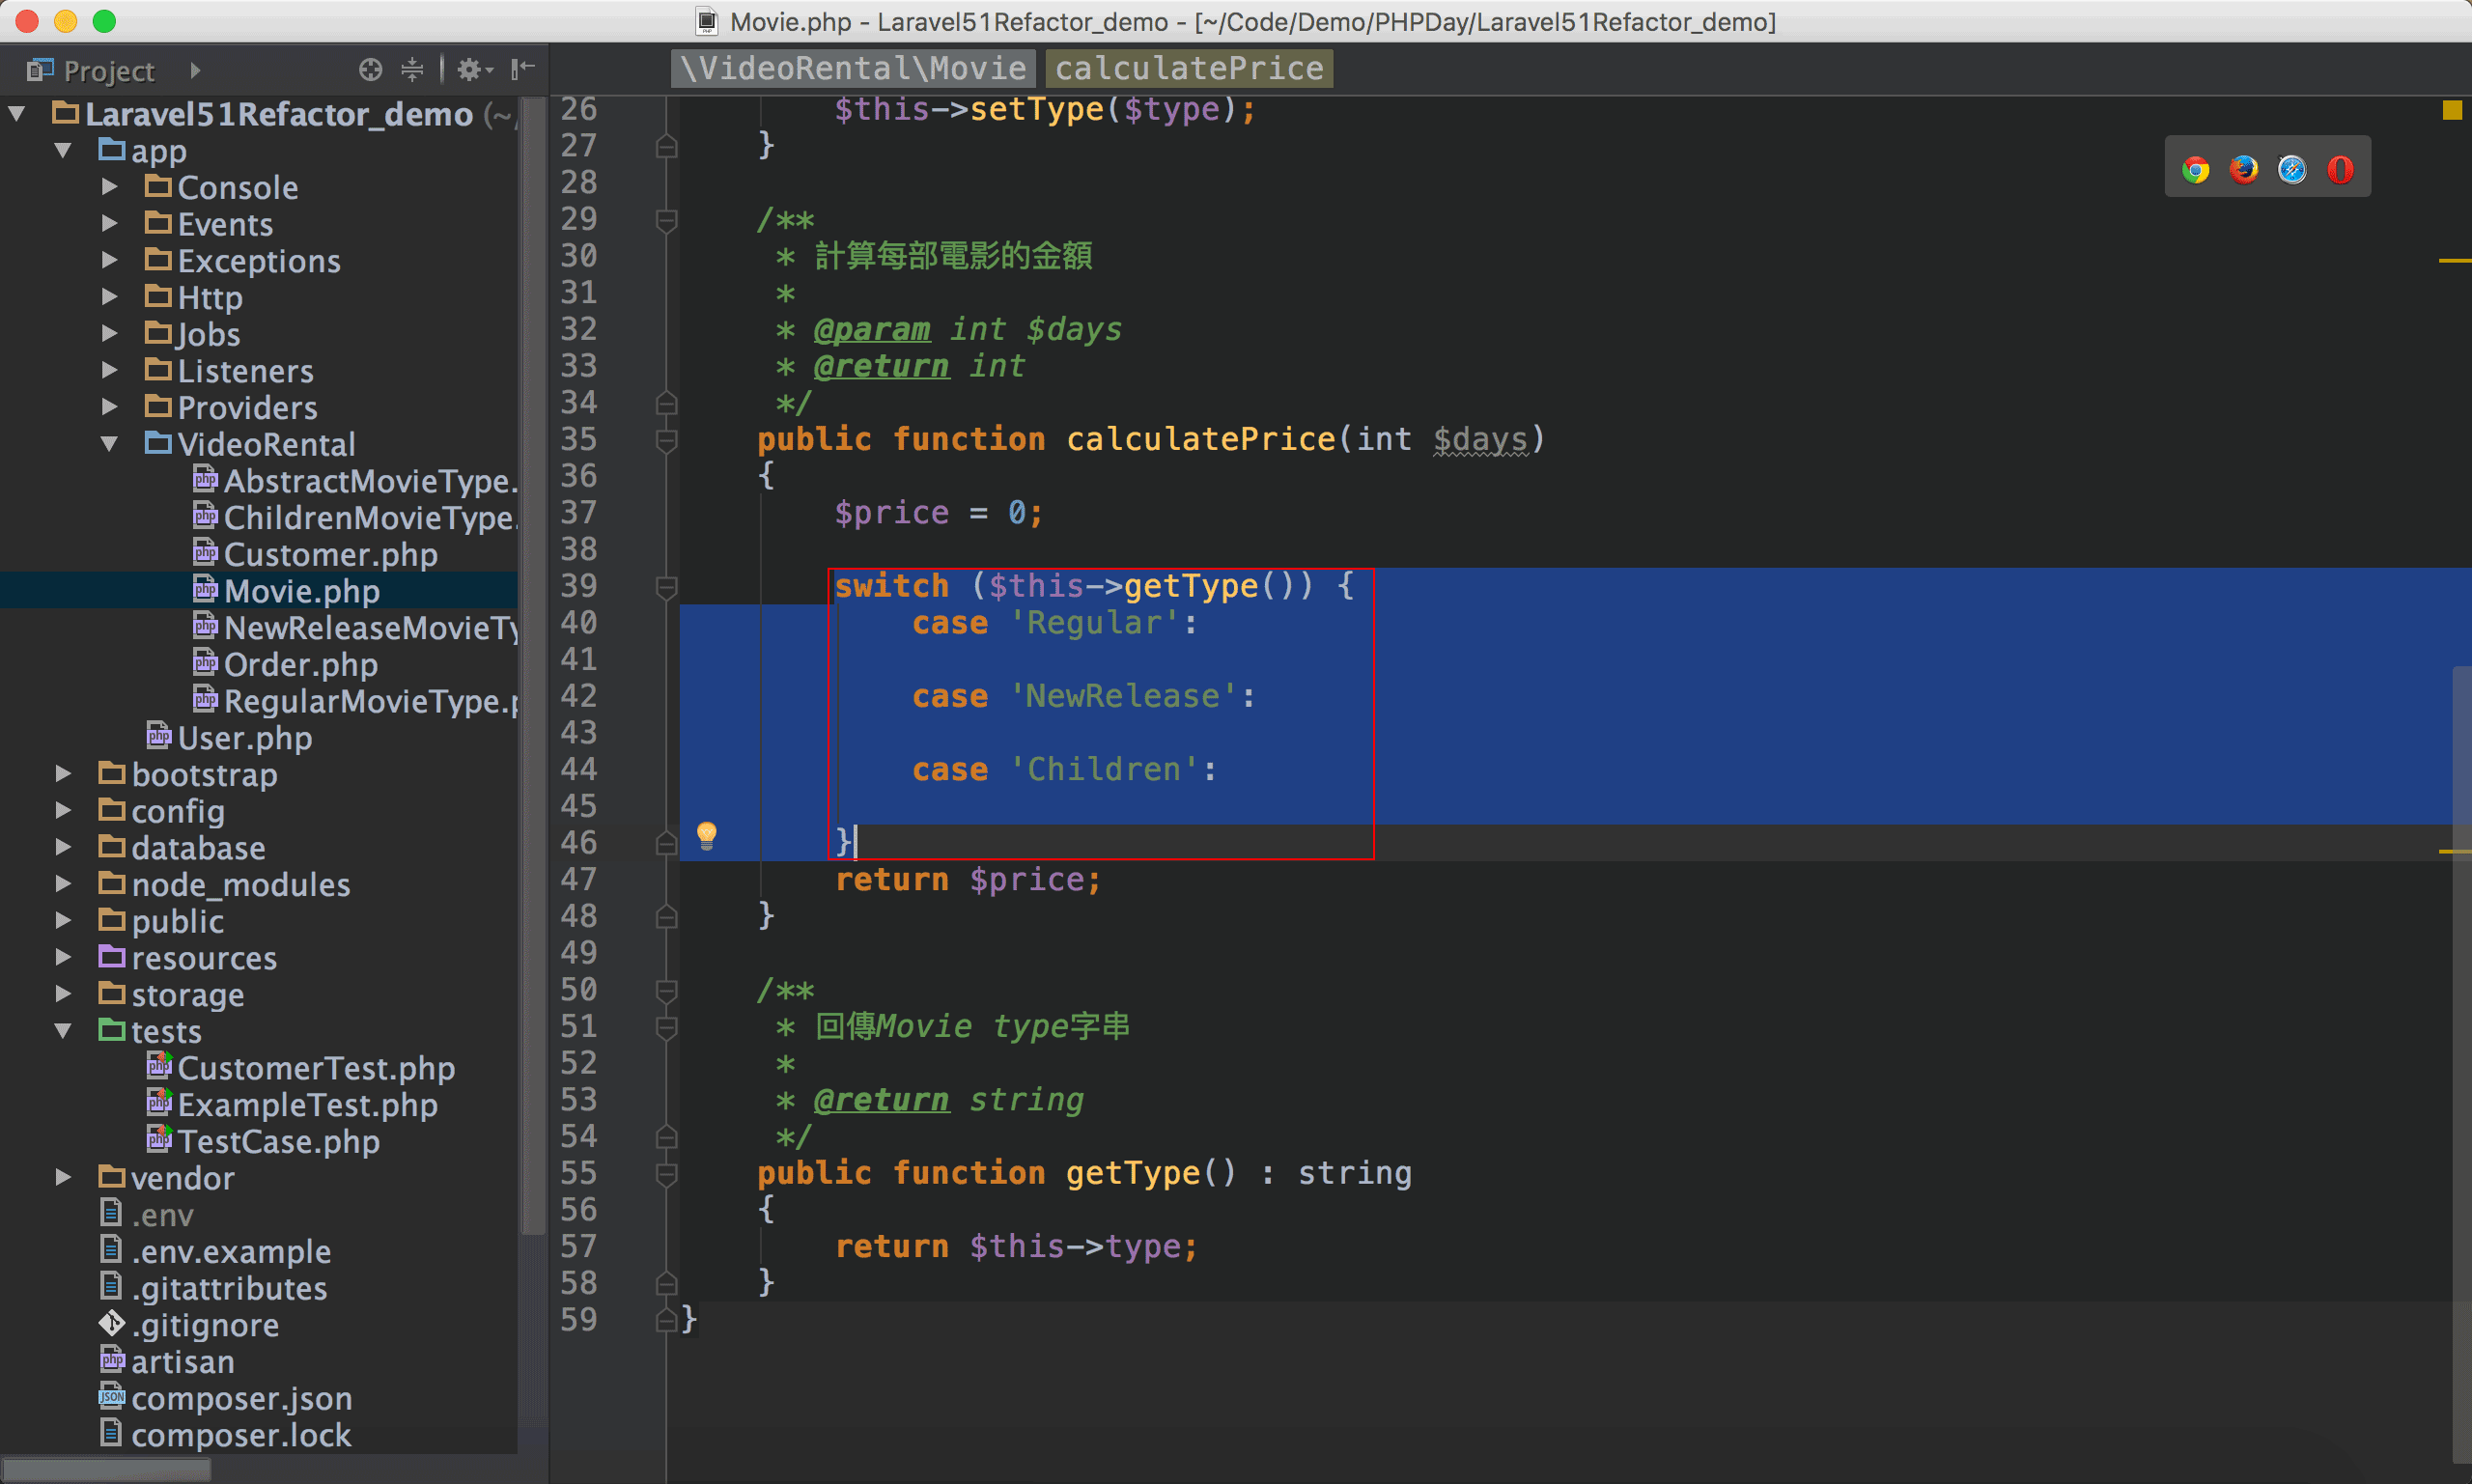 Movie.php - Laravel51Refactor_demo - [~/Code/Demo/PHPDay/Laravel51Refactor_demo]
Project
\VideoRental\Movie calculatePrice
Laravel51Refactor_demo (~/
app
Console
Events
Exceptions
Http
Jobs
Listeners
Providers
VideoRental
AbstractMovieType.
ChildrenMovieType.
Customer.php
Movie.php
NewReleaseMovieTy
Order.php
RegularMovieType.p
User.php
bootstrap
config
database
node_modules
public
resources
storage
tests
CustomerTest.php
ExampleTest.php
TestCase.php
vendor
.env
.env.example
.gitattributes
.gitignore
artisan
composer.json
composer.lock
26 $this->setType($type);
27 }
28
29 /**
30 * 計算每部電影的金額
31 *
32 * @param int $days
33 * @return int
34 */
35 public function calculatePrice(int $days)
36 {
37 $price = 0;
38
39 switch ($this->getType()) {
40 case 'Regular':
41
42 case 'NewRelease':
43
44 case 'Children':
45
46 }
47 return $price;
48 }
49
50 /**
51 * 回傳Movie type字串
52 *
53 * @return string
54 */
55 public function getType() : string
56 {
57 return $this->type;
58 }
59 }